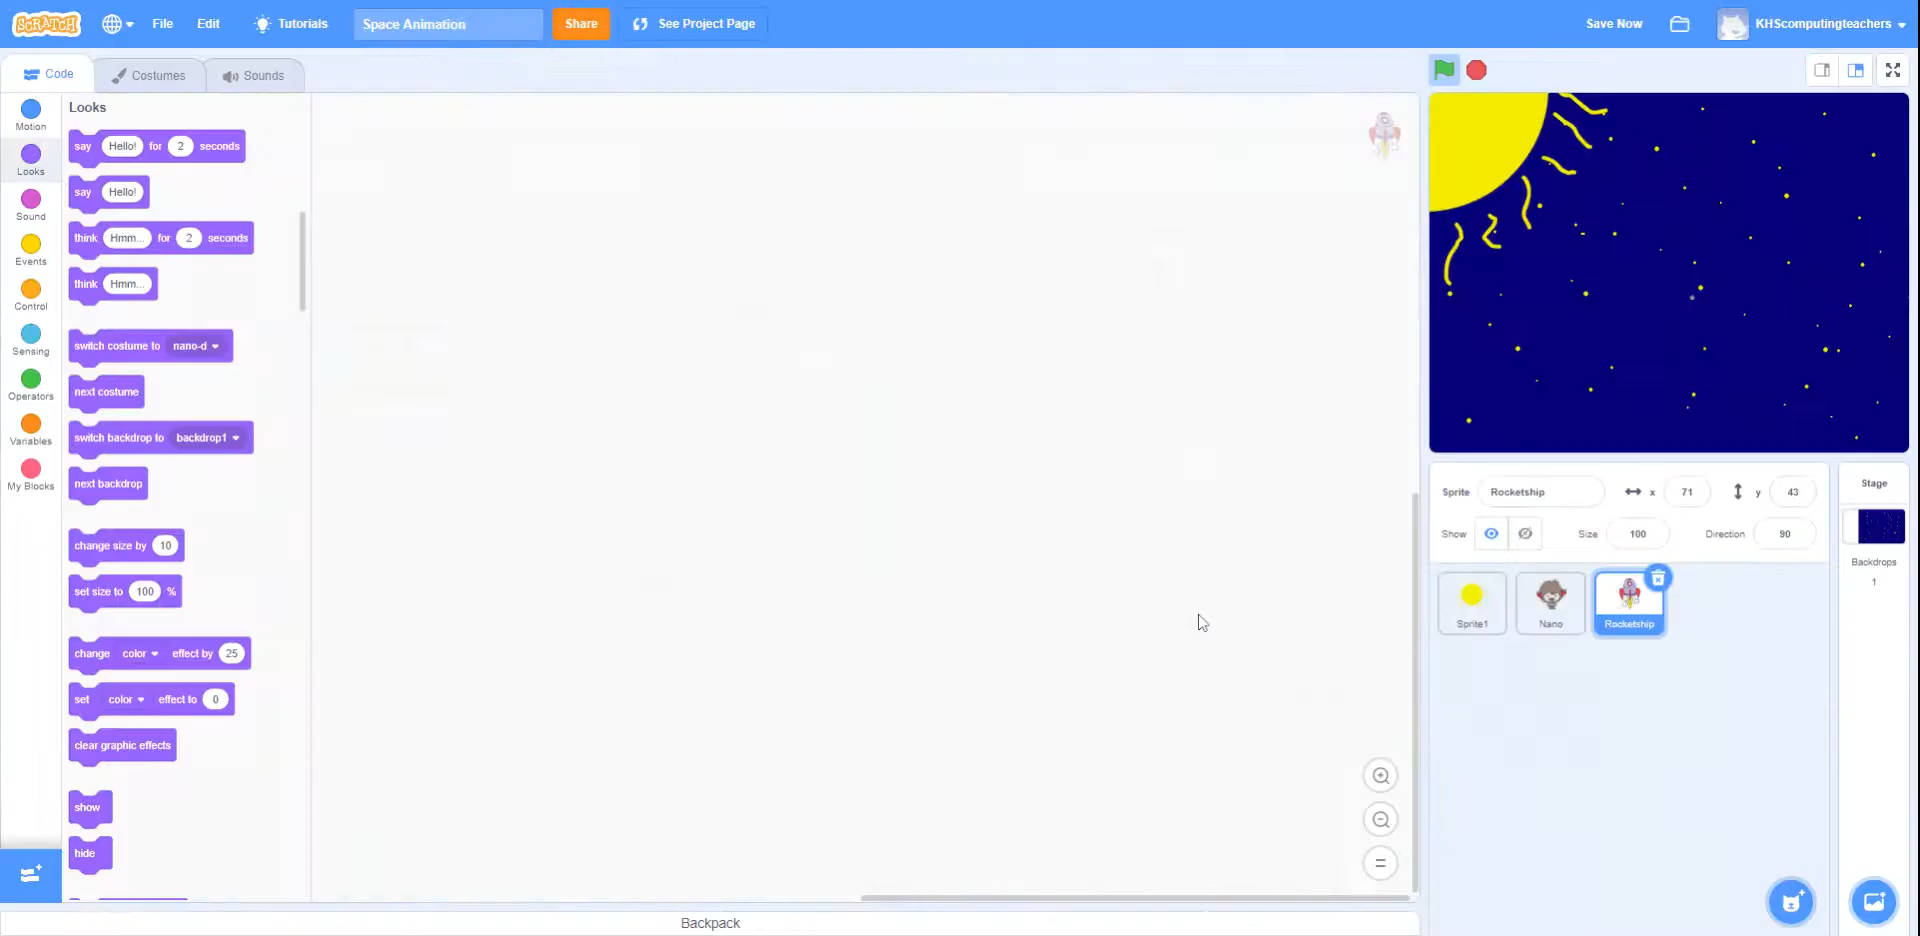 SCRATCH File Edit Tutorials Space Animation Share See Project Page Save Now KHScomputingteachers
Code Costumes Sounds
Motion
Looks
Sound
Events
Control
Sensing
Operators
Variables
My Blocks
Looks
say Hello! for 2 seconds
say Hello!
think Hmm... for 2 seconds
think Hmm...
switch costume to nano-d
next costume
switch backdrop to backdrop1
next backdrop
change size by 10
set size to 100 %
change color effect by 25
set color effect to 0
clear graphic effects
show
hide
Backpack
Sprite Rocketship x 71 y 43
Show Size 100 Direction 90
Sprite1 Nano Rocketship
Stage
Backdrops
1